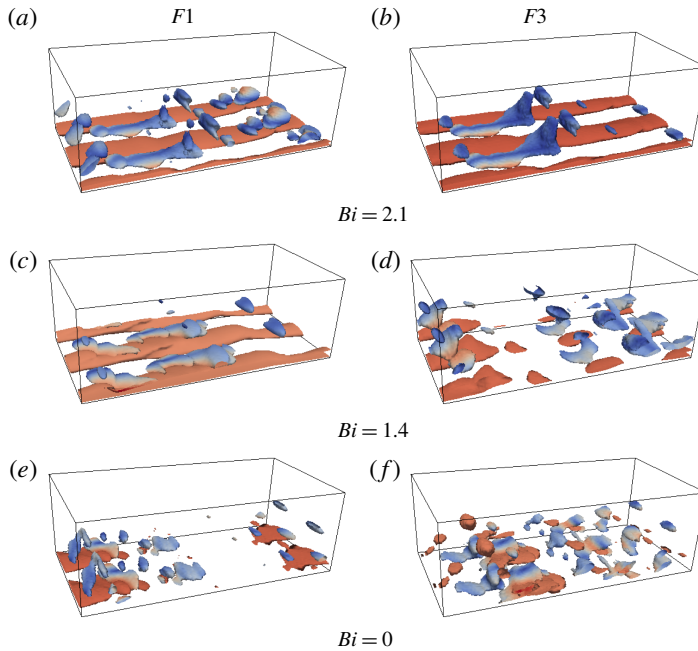 (a) F1 (b) F3
Bi = 2.1
(c) (d)
Bi = 1.4
(e) (f)
Bi = 0